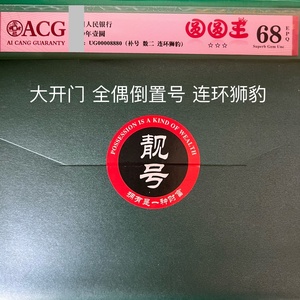 ACG
AI CANG GUARANTY
人民银行
年壹圆
UG00008880 (补号 数二 连环狮豹)
圆圆王
☆☆☆
68 EPQ
Superb Gem Unc
大开门 全偶倒置号 连环狮豹
POSSESSION IS A KIND OF WEALTH
靓号
拥有是一种财富